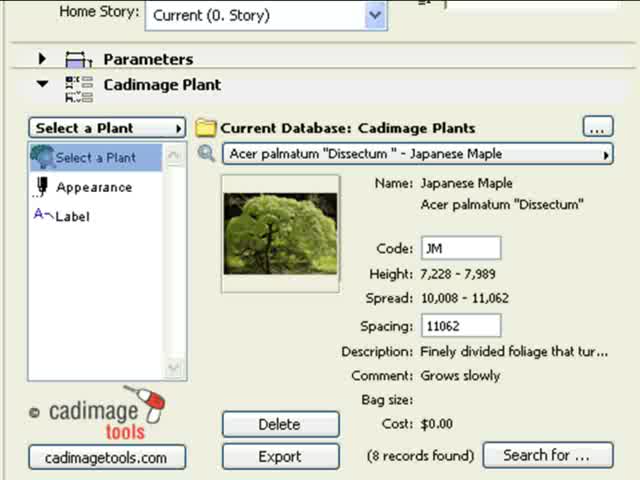 Home Story: Current (0. Story)
Parameters
Cadimage Plant
Select a Plant
Current Database: Cadimage Plants ...
Select a Plant
Appearance
Label
Acer palmatum "Dissectum " - Japanese Maple
Name: Japanese Maple
Acer palmatum "Dissectum"
Code: JM
Height: 7,228 - 7,989
Spread: 10,008 - 11,062
Spacing: 11062
Description: Finely divided foliage that tur...
Comment: Grows slowly
Bag size:
Cost: $0.00
© cadimage
tools
cadimagetools.com
Delete
Export
(8 records found)
Search for ...